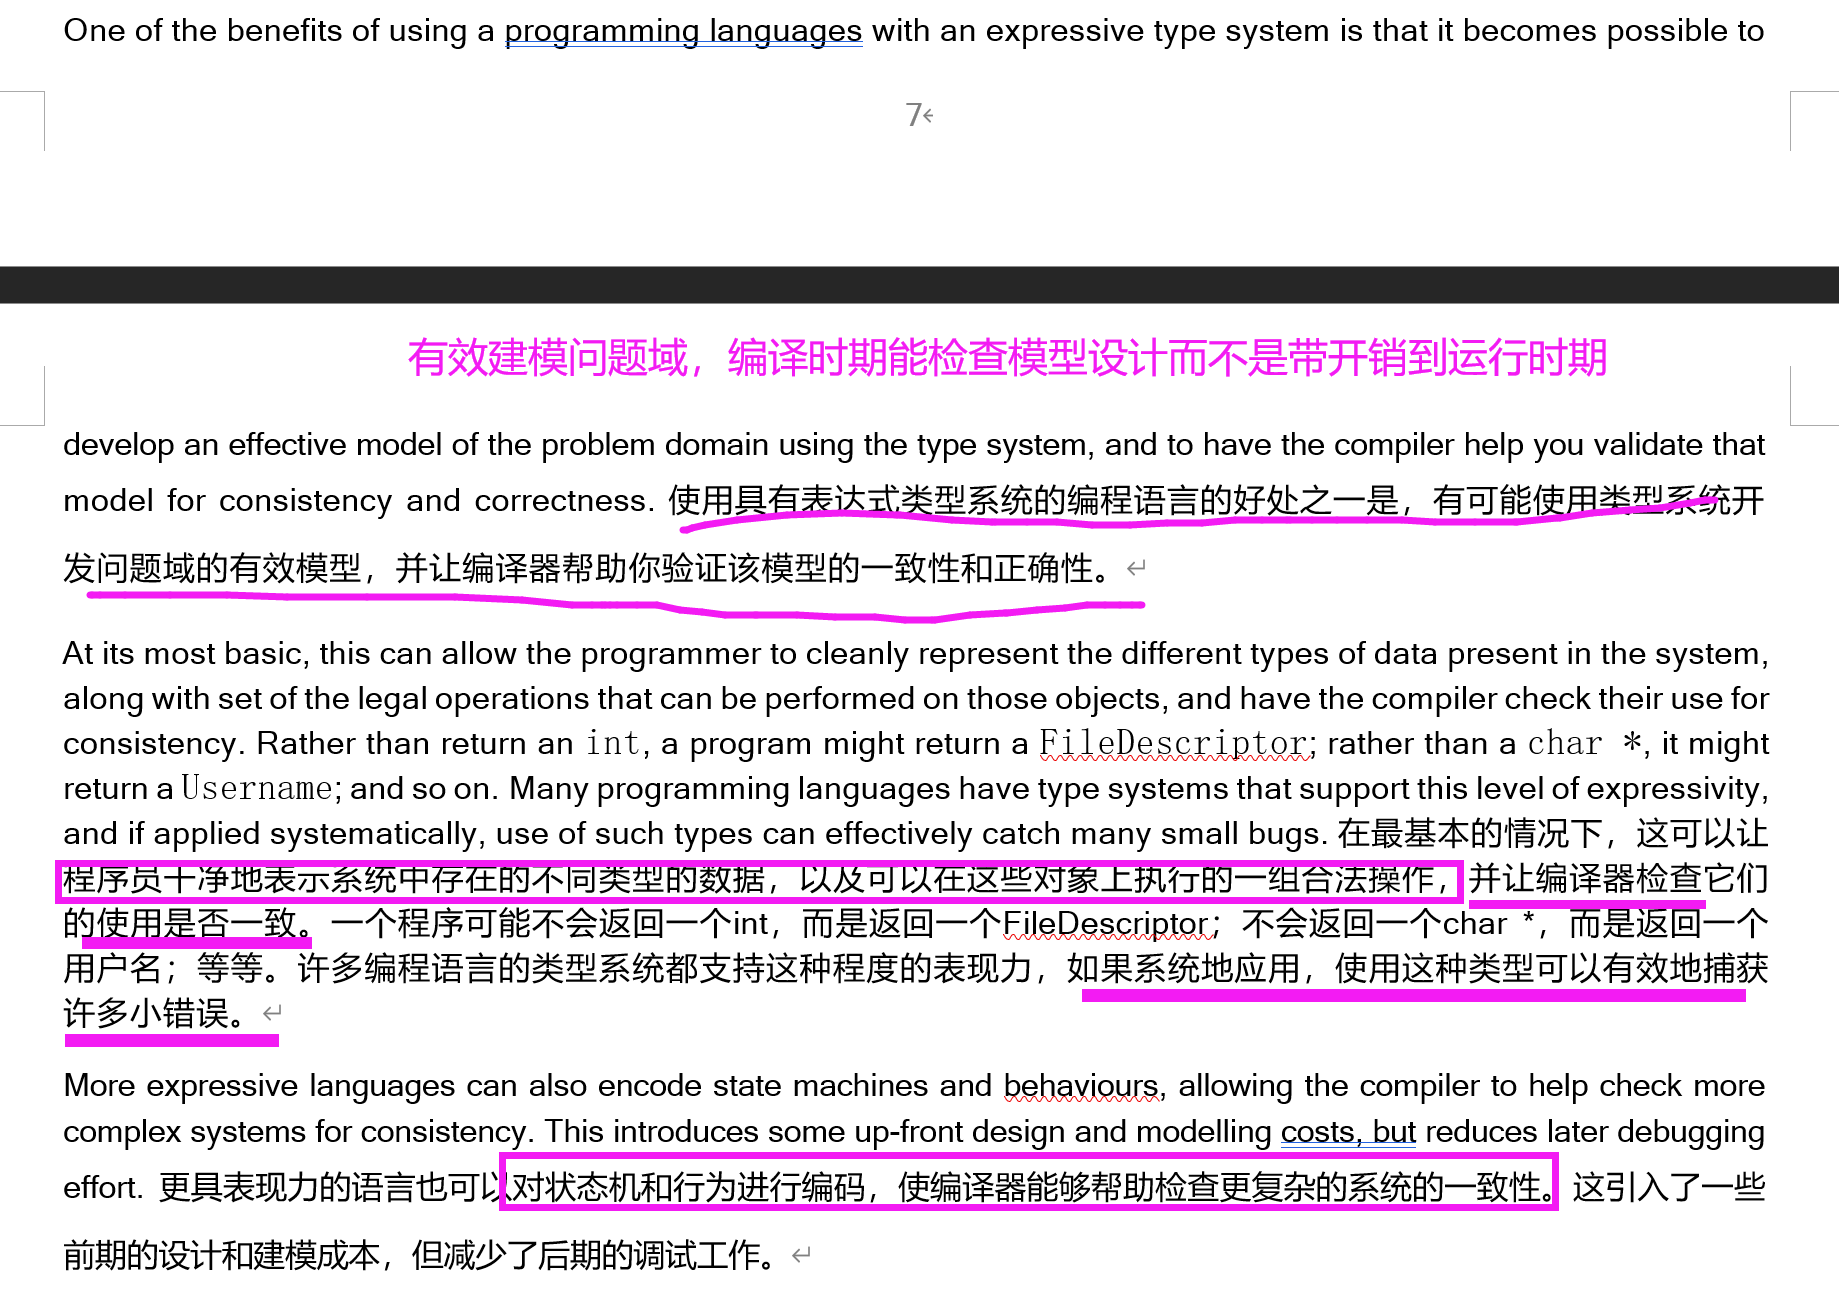 One of the benefits of using a programming languages with an expressive type system is that it becomes possible to
7
有效建模问题域，编译时期能检查模型设计而不是带开销到运行时期
develop an effective model of the problem domain using the type system, and to have the compiler help you validate that
model for consistency and correctness. 使用具有表达式类型系统的编程语言的好处之一是，有可能使用类型系统开
发问题域的有效模型，并让编译器帮助你验证该模型的一致性和正确性。
At its most basic, this can allow the programmer to cleanly represent the different types of data present in the system,
along with set of the legal operations that can be performed on those objects, and have the compiler check their use for
consistency. Rather than return an int, a program might return a FileDescriptor; rather than a char *, it might
return a Username; and so on. Many programming languages have type systems that support this level of expressivity,
and if applied systematically, use of such types can effectively catch many small bugs. 在最基本的情况下，这可以让
程序员干净地表示系统中存在的不同类型的数据，以及可以在这些对象上执行的一组合法操作，并让编译器检查它们
的使用是否一致。一个程序可能不会返回一个int，而是返回一个FileDescriptor；不会返回一个char *，而是返回一个
用户名；等等。许多编程语言的类型系统都支持这种程度的表现力，如果系统地应用，使用这种类型可以有效地捕获
许多小错误。
More expressive languages can also encode state machines and behaviours, allowing the compiler to help check more
complex systems for consistency. This introduces some up-front design and modelling costs, but reduces later debugging
effort. 更具表现力的语言也可以对状态机和行为进行编码，使编译器能够帮助检查更复杂的系统的一致性。这引入了一些
前期的设计和建模成本，但减少了后期的调试工作。